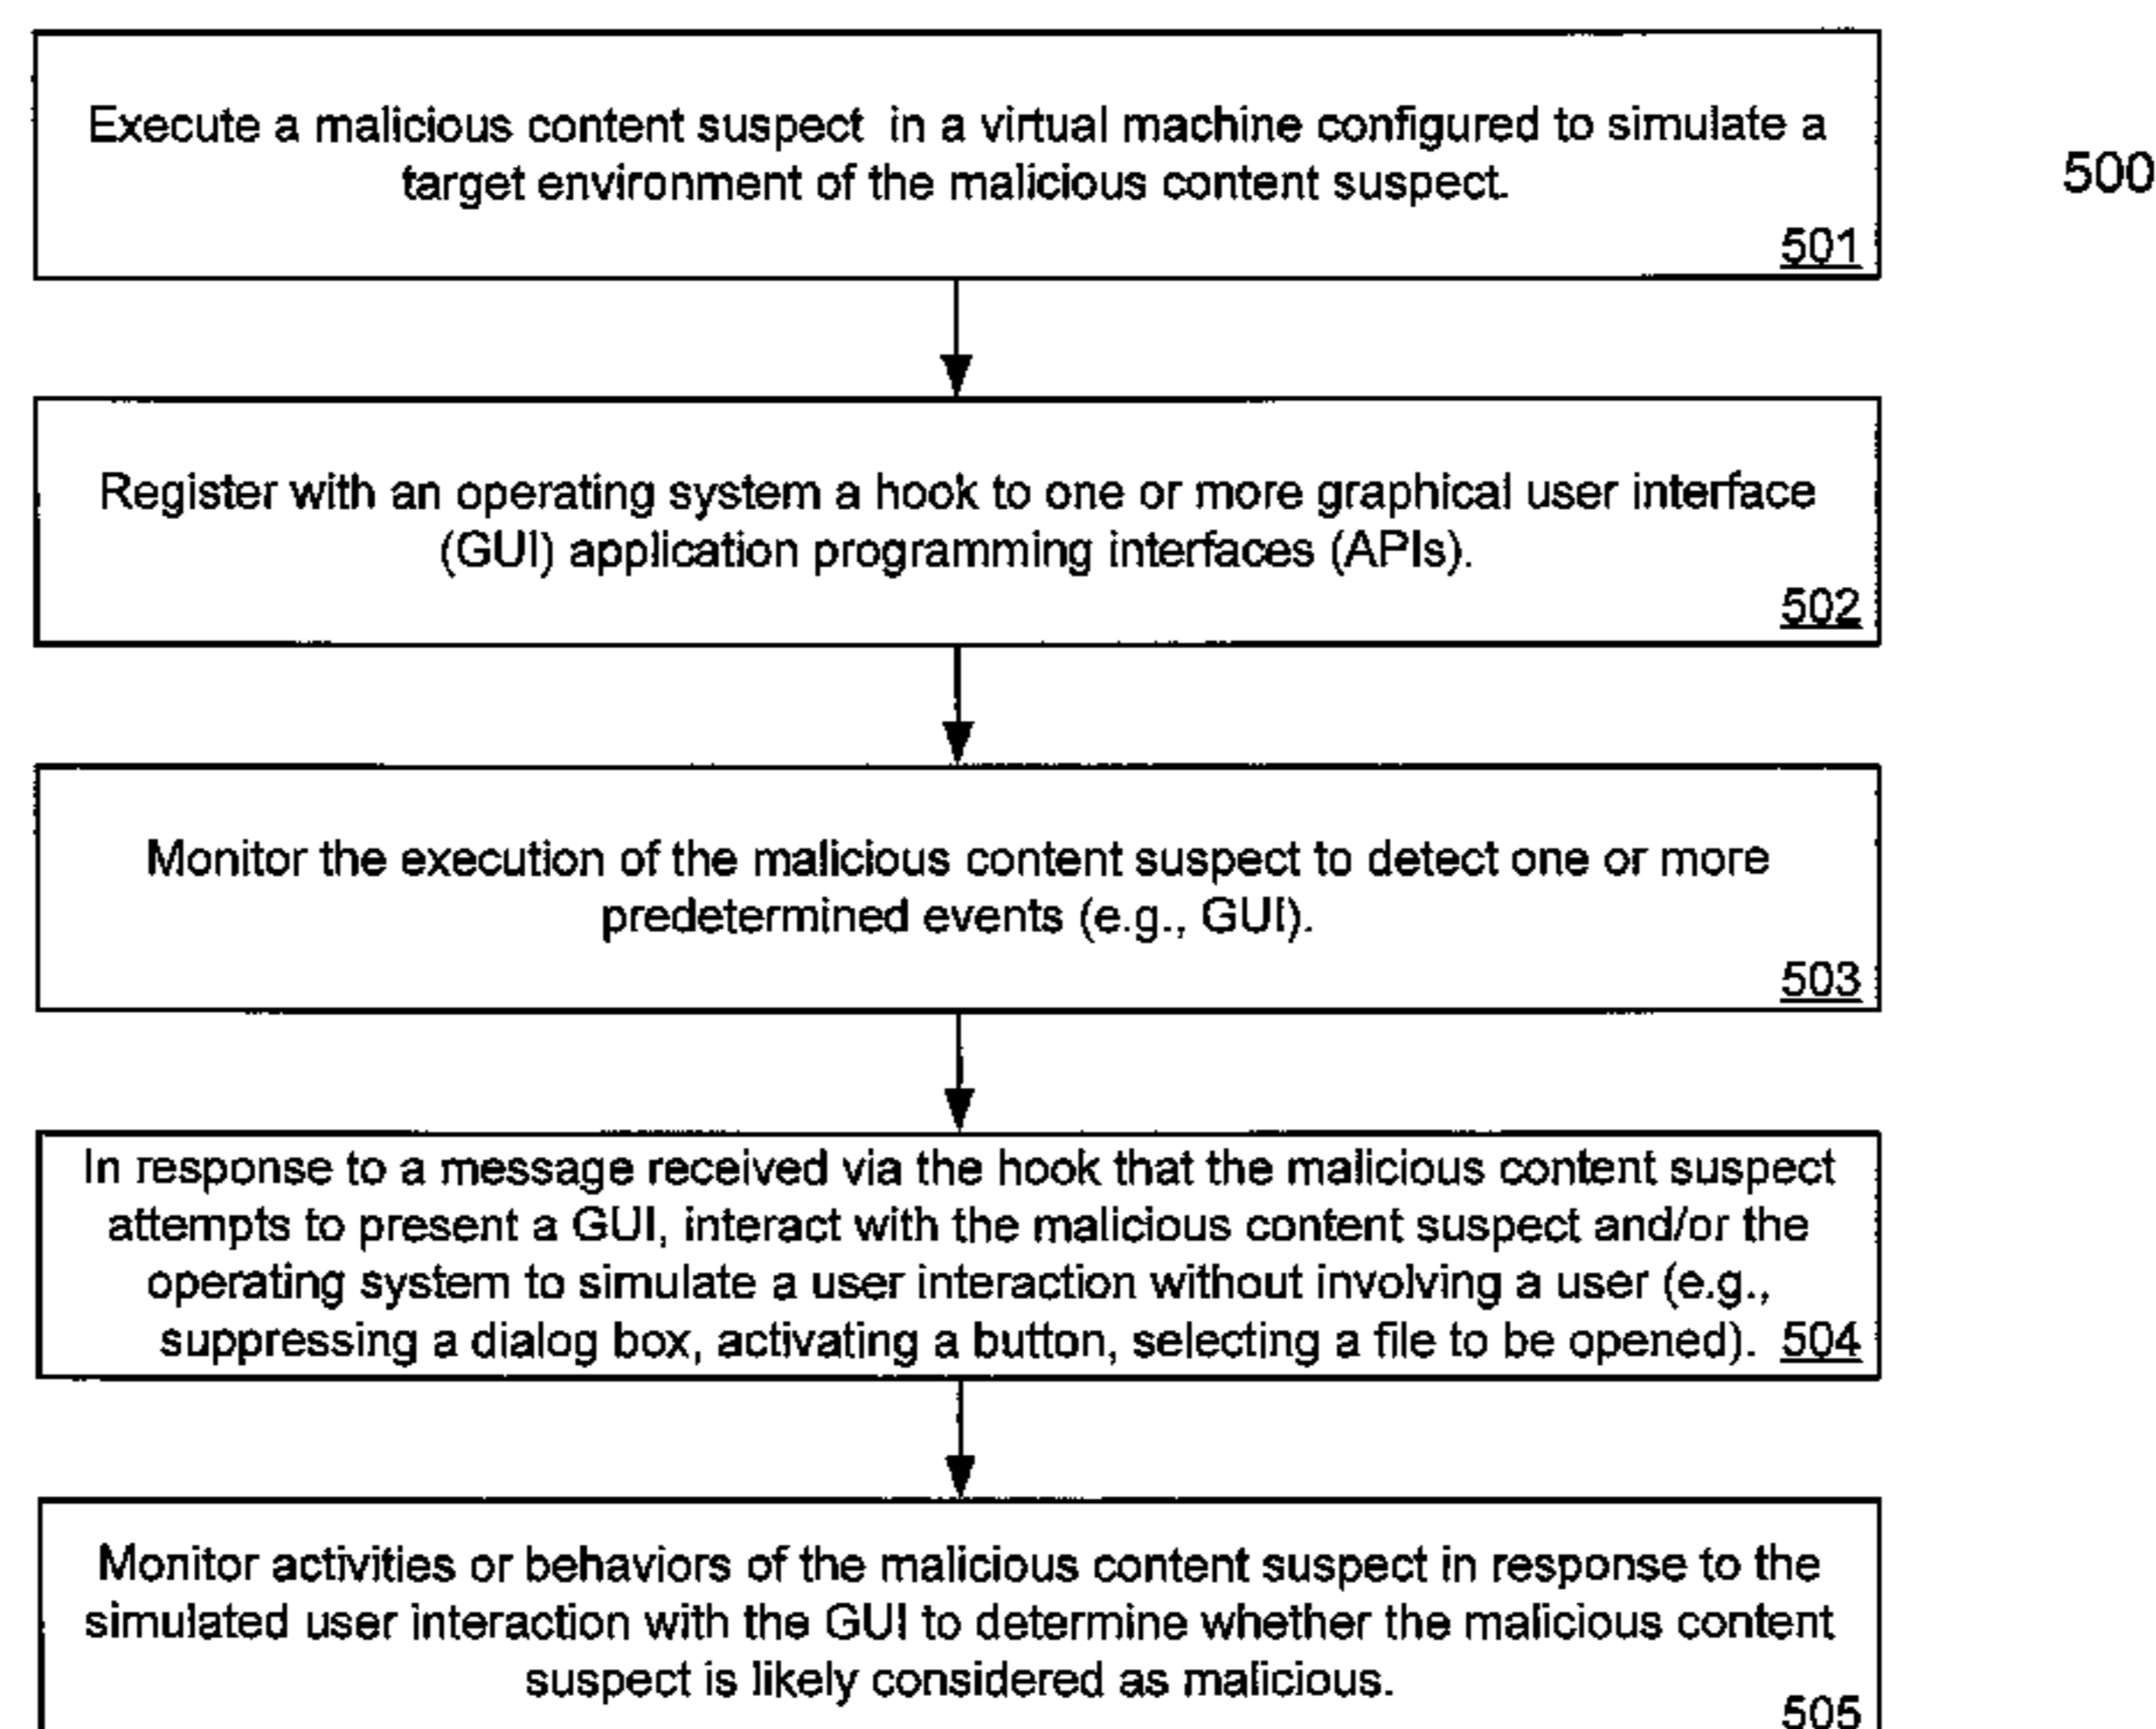 Execute a malicious content suspect in a virtual machine configured to simulate a
target environment of the malicious content suspect.
501
500
Register with an operating system a hook to one or more graphical user interface
(GUI) application programming interfaces (APIs).
502
Monitor the execution of the malicious content suspect to detect one or more
predetermined events (e.g., GUI).
503
In response to a message received via the hook that the malicious content suspect
attempts to present a GUI, interact with the malicious content suspect and/or the
operating system to simulate a user interaction without involving a user (e.g.,
suppressing a dialog box, activating a button, selecting a file to be opened). 504
Monitor activities or behaviors of the malicious content suspect in response to the
simulated user interaction with the GUI to determine whether the malicious content
suspect is likely considered as malicious.
505